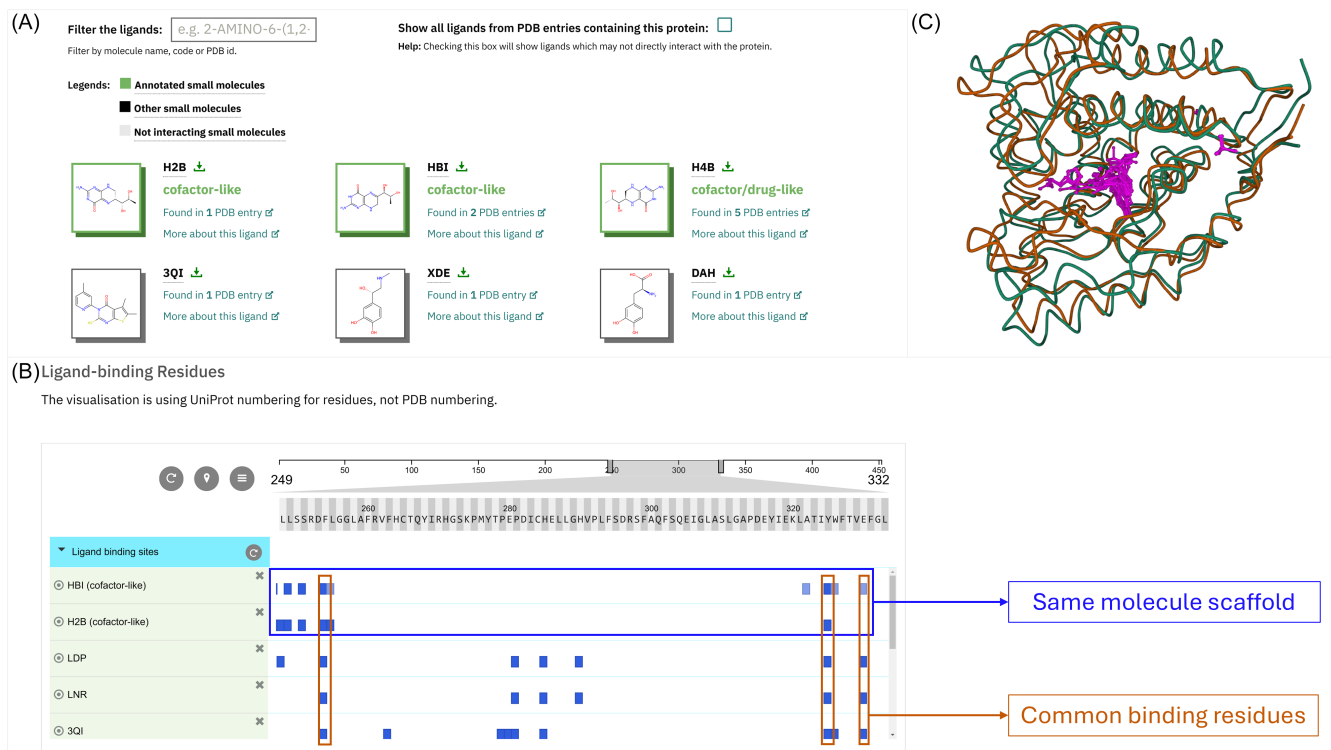 (A)
Filter the ligands: e.g. 2-AMINO-6-(1,2-
Filter by molecule name, code or PDB id.
Show all ligands from PDB entries containing this protein:
Help: Checking this box will show ligands which may not directly interact with the protein.
Legends: Annotated small molecules
Other small molecules
Not interacting small molecules
H2B
cofactor-like
Found in 1 PDB entry
More about this ligand
HBI
cofactor-like
Found in 2 PDB entries
More about this ligand
H4B
cofactor/drug-like
Found in 5 PDB entries
More about this ligand
3QI
Found in 1 PDB entry
More about this ligand
XDE
Found in 1 PDB entry
More about this ligand
DAH
Found in 1 PDB entry
More about this ligand
(C)
(B) Ligand-binding Residues
The visualisation is using UniProt numbering for residues, not PDB numbering.
50 100 150 200 300 350 400 450
249 332
260 280 300 320
LLSSRDFLGGLAFRVFHCTQYIRHGSKPMYTPEPDICHELLGHVPLFSDRSFAQFSQEIGLASLGAPDEYIEKLATIYWFTVEFGL
Ligand binding sites
HBI (cofactor-like)
H2B (cofactor-like)
LDP
LNR
3QI
Same molecule scaffold
Common binding residues